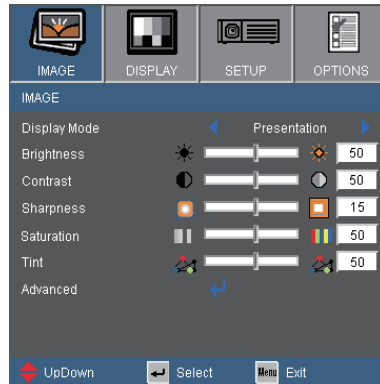 IMAGE DISPLAY SETUP OPTIONS
IMAGE
Display Mode Presentation
Brightness 50
Contrast 50
Sharpness 15
Saturation 50
Tint 50
Advanced
UpDown Select Menu Exit